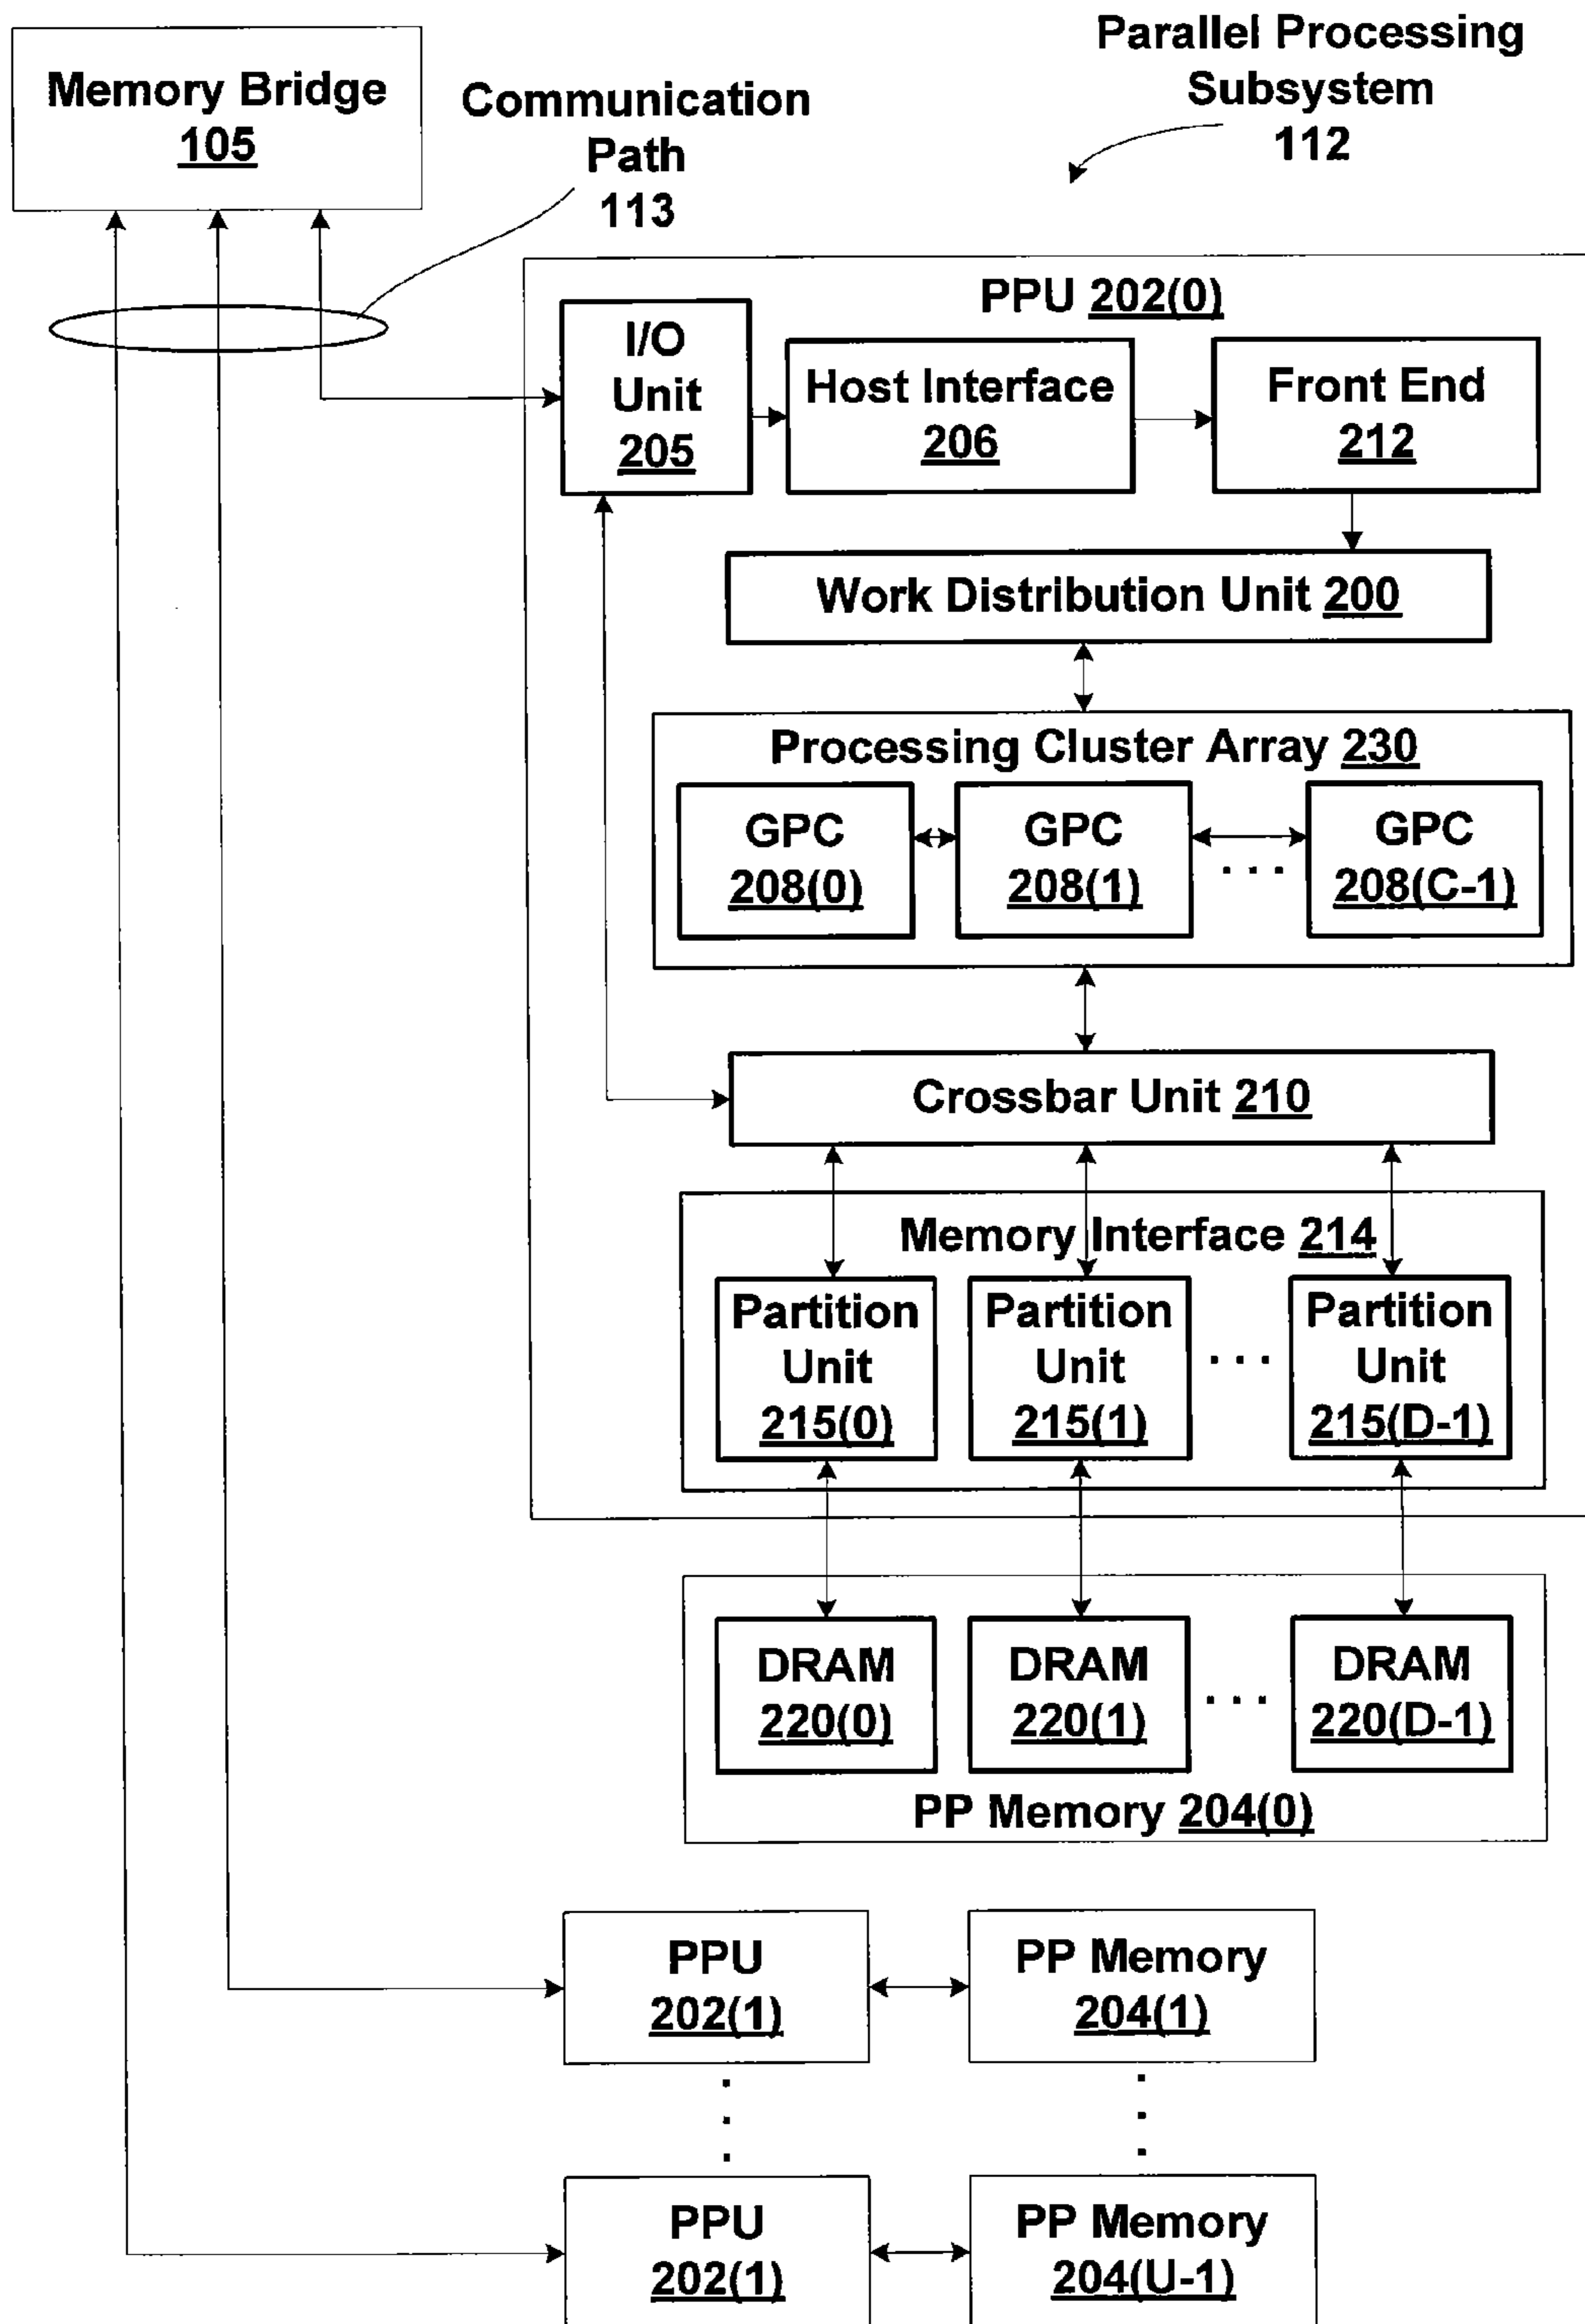 Parallel Processing
Subsystem
112
Memory Bridge
105
Communication
Path
113
PPU 202(0)
I/O
Unit
205
Host Interface
206
Front End
212
Work Distribution Unit 200
Processing Cluster Array 230
GPC
208(0)
GPC
208(1)
. . .
GPC
208(C-1)
Crossbar Unit 210
Memory Interface 214
Partition
Unit
215(0)
Partition
Unit
215(1)
. . .
Partition
Unit
215(D-1)
DRAM
220(0)
DRAM
220(1)
. . .
DRAM
220(D-1)
PP Memory 204(0)
PPU
202(1)
PP Memory
204(1)
PPU
202(1)
PP Memory
204(U-1)